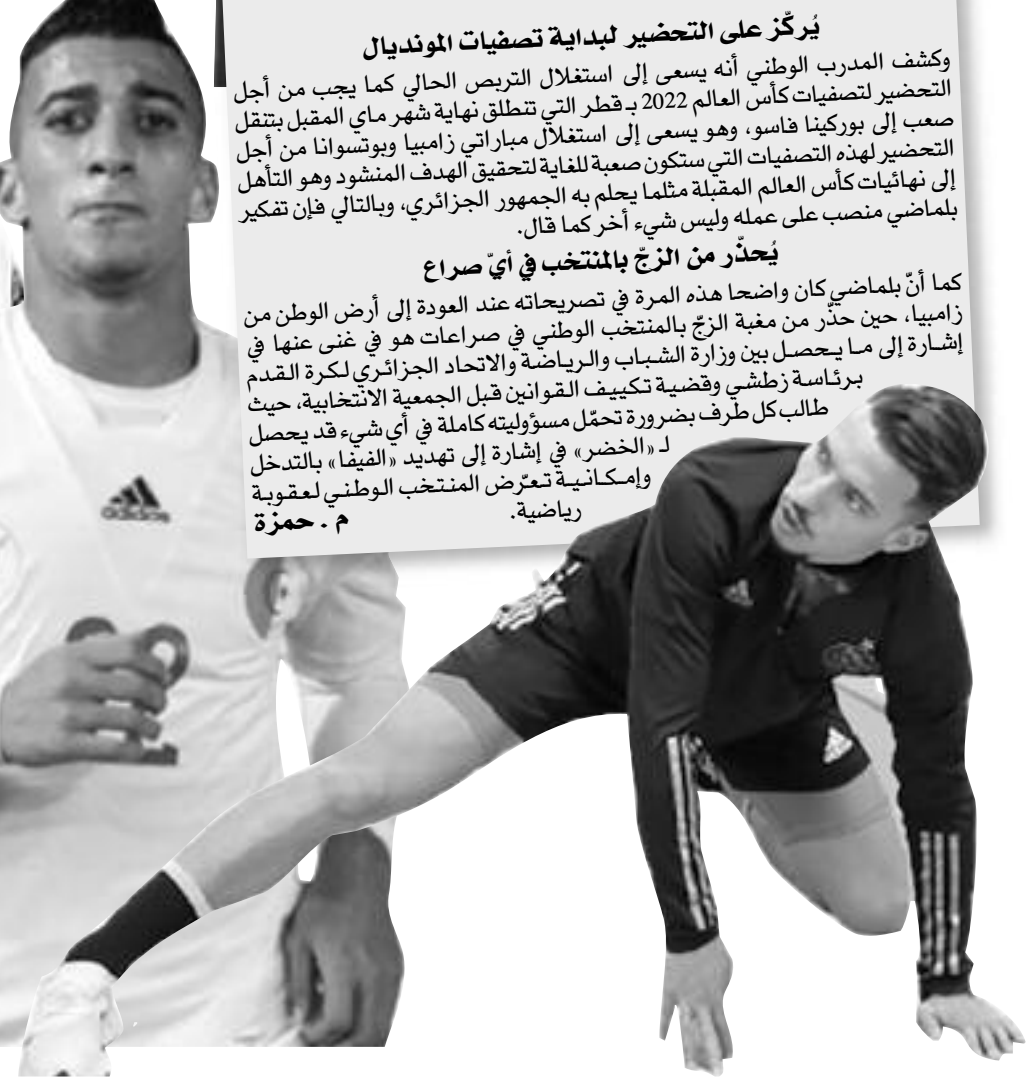 يُركّز على التحضير لبداية تصفيات المونديال
وكشف المدرب الوطني أنه يسعى إلى استغلال التربص الحالي كما يجب من أجل
التحضير لتصفيات كأس العالم 2022 بـ قطر التي تنطلق نهاية شهر ماي المقبل بتنقل
صعب إلى بوركينا فاسو، وهو يسعى إلى استغلال مباراتي زامبيا وبوتسوانا من أجل
التحضير لهذه التصفيات التي ستكون صعبة للغاية لتحقيق الهدف المنشود وهو التأهل
إلى نهائيات كأس العالم المقبلة مثلما يحلم به الجمهور الجزائري، وبالتالي فإن تفكير
بلماضي منصب على عمله وليس شيء أخر كما قال.
يُحذّر من الزجّ بالمنتخب في أيّ صراع
كما أنّ بلماضي كان واضحا هذه المرة في تصريحاته عند العودة إلى أرض الوطن من
زامبيا، حين حذّر من مغبة الزجّ بالمنتخب الوطني في صراعات هو في غنى عنها في
إشارة إلى ما يحصل بين وزارة الشباب والرياضة والاتحاد الجزائري لكرة القدم
برئاسة زطشي وقضية تكييف القوانين قبل الجمعية الانتخابية، حيث
طالب كل طرف بضرورة تحمّل مسؤوليته كاملة في أي شيء قد يحصل
لـ «الخضر» في إشارة إلى تهديد «الفيفا» بالتدخل
وإمكانية تعرّض المنتخب الوطني لعقوبة
رياضية.
م . حمزة
adidas